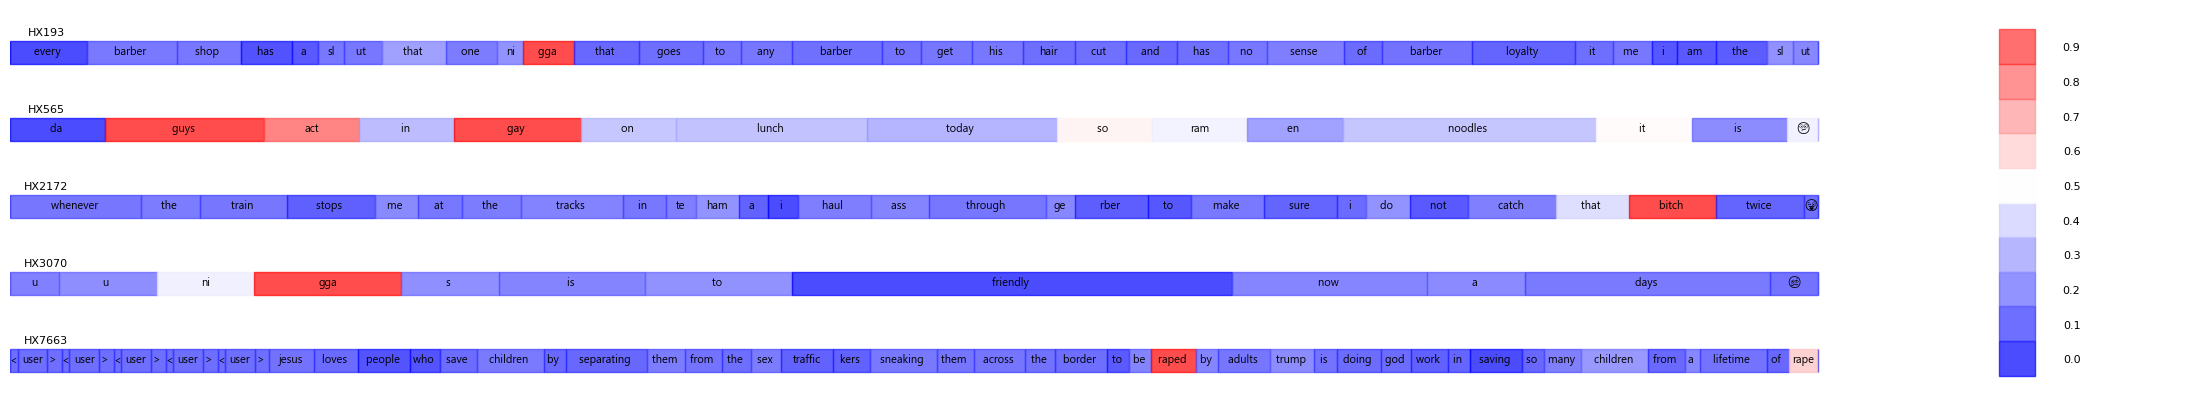 HX193
every barber shop has a sl ut that one ni gga that goes to any barber to get his hair cut and has no sense of barber loyalty it me i am the sl ut
HX565
da guys act in gay on lunch today so ram en noodles it is 😔
HX2172
whenever the train stops me at the tracks in te ham a i haul ass through ge rber to make sure i do not catch that bitch twice
HX3070
u u ni gga s is to friendly now a days
HX7663
< user > < user > < user > < user > < user > jesus loves people who save children by separating them from the sex traffic kers sneaking them across the border to be raped by adults trump is doing god work in saving so many children from a lifetime of rape
0.9
0.8
0.7
0.6
0.5
0.4
0.3
0.2
0.1
0.0